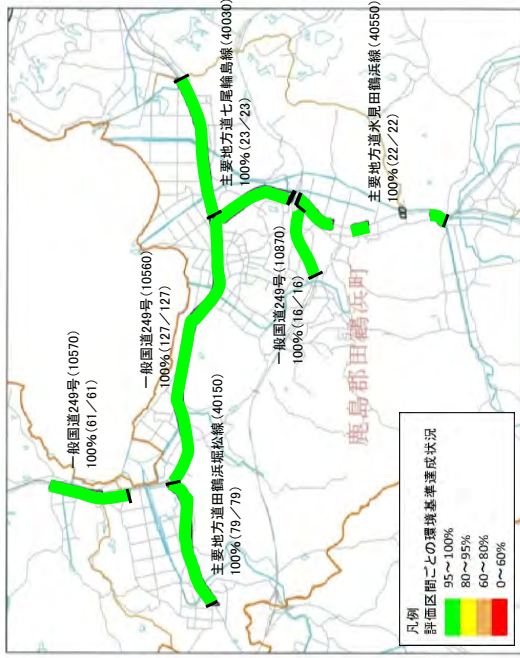 一般国道249号(10570)
100%(61/61)
一般国道249号(10560)
100%(127/127)
主要地方道七尾輪島線(40030)
100%(23/23)
主要地方道田鶴浜堀松線(40150)
100%(79/79)
一般国道249号(10870)
100%(16/16)
主要地方道氷見田鶴浜線(40550)
100%(22/22)
鹿島郡田鶴浜町
凡例
評価区間ごとの環境基準達成状況
95～100%
80～95%
60～80%
0～60%